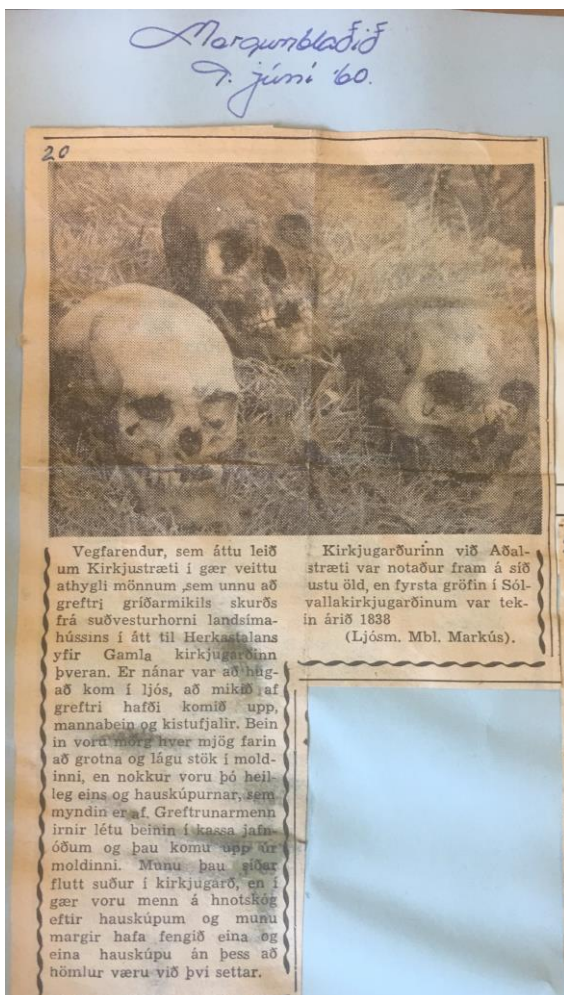 Morgunblaðið
9. júní '60.
20
Vegfarendur, sem áttu leið
um Kirkjustræti í gær veittu
athygli mönnum ,sem unnu að
greftri gríðarmikils skurðs
frá suðvesturhorni landsíma-
hússins í átt til Herkastalans
yfir Gamla kirkjugarðinn
þveran. Er nánar var að hug-
að kom í ljós, að mikið af
greftri hafði komið upp,
mannabein og kistufjalir. Bein
in voru mörg hver mjög farin
að grotna og lágu stök í mold-
inni, en nokkur voru þó heil-
leg eins og hauskúpurnar, sem
myndin er af. Greftrunarmenn
irnir létu beinin í kassa jafn-
óðum og þau komu upp úr
moldinni. Munu þau síðar
flutt suður í kirkjugarð, en í
gær voru menn á hnotskóg
eftir hauskúpum og munu
margir hafa fengið eina og
eina hauskúpu án þess að
hömlur væru við því settar.
Kirkjugarðurinn við Aðal-
stræti var notaður fram á síð
ustu öld, en fyrsta gröfin í Sól-
vallakirkjugarðinum var tek-
in árið 1838
(Ljósm. Mbl. Markús).